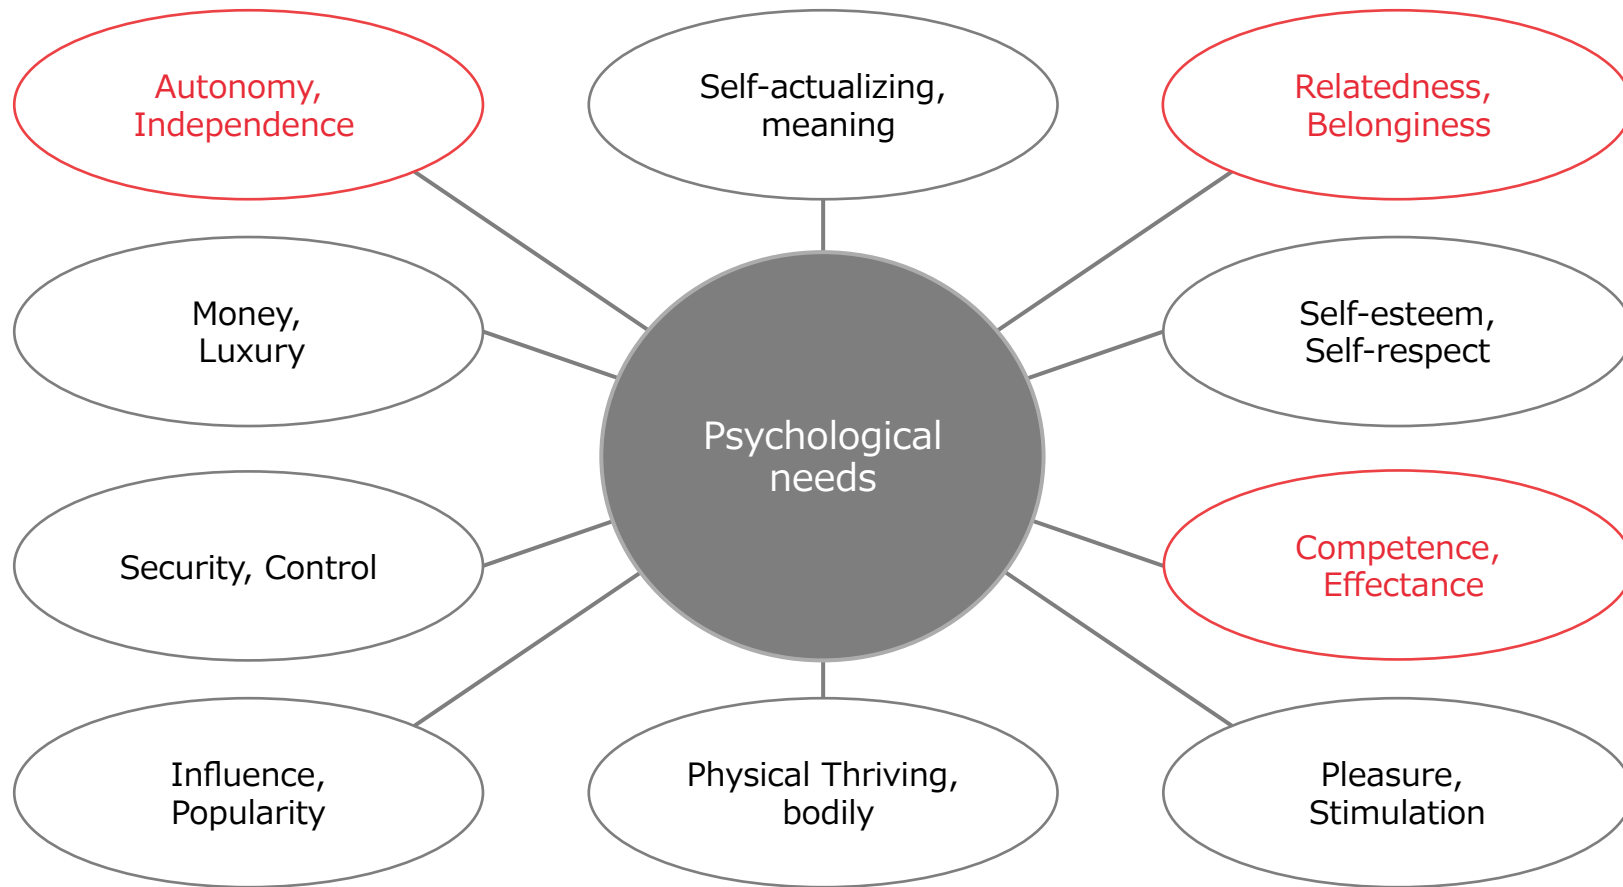 Autonomy,
Independence
Self-actualizing,
meaning
Relatedness,
Belonginess
Money,
Luxury
Self-esteem,
Self-respect
Psychological
needs
Security, Control
Competence,
Effectance
Influence,
Popularity
Physical Thriving,
bodily
Pleasure,
Stimulation